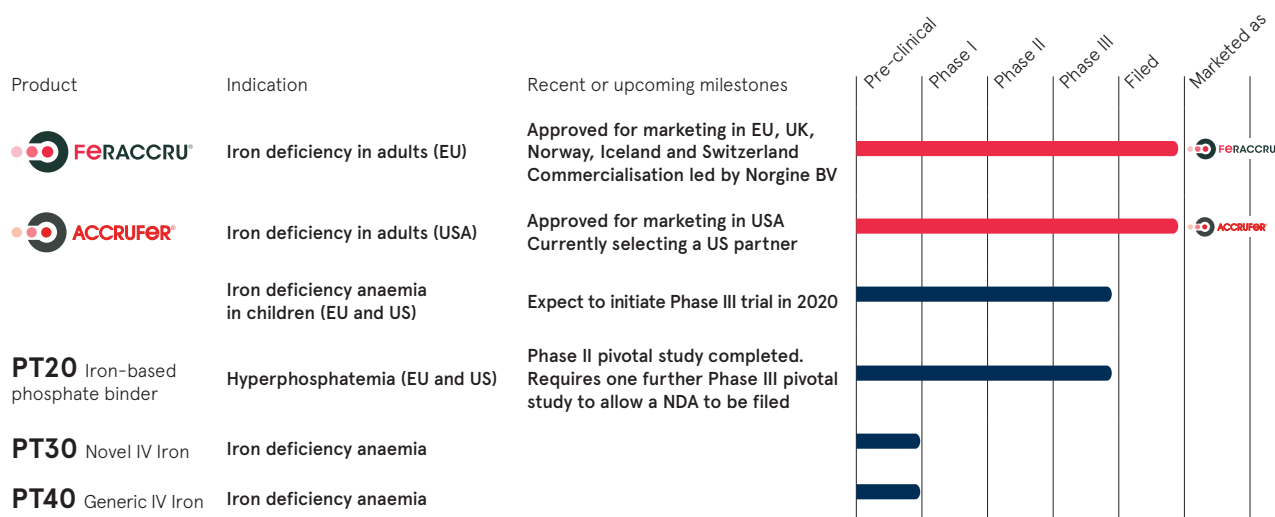 Product
Indication
Recent or upcoming milestones
Pre-clinical
Phase I
Phase II
Phase III
Filed
Marketed as
FeRACCRU®
Iron deficiency in adults (EU)
Approved for marketing in EU, UK,
Norway, Iceland and Switzerland
Commercialisation led by Norgine BV
FeRACCRU
ACCRUFeR®
Iron deficiency in adults (USA)
Approved for marketing in USA
Currently selecting a US partner
ACCRUFeR®
Iron deficiency anaemia
in children (EU and US)
Expect to initiate Phase III trial in 2020
PT20 Iron-based
phosphate binder
Hyperphosphatemia (EU and US)
Phase II pivotal study completed.
Requires one further Phase III pivotal
study to allow a NDA to be filed
PT30 Novel IV Iron
Iron deficiency anaemia
PT40 Generic IV Iron
Iron deficiency anaemia